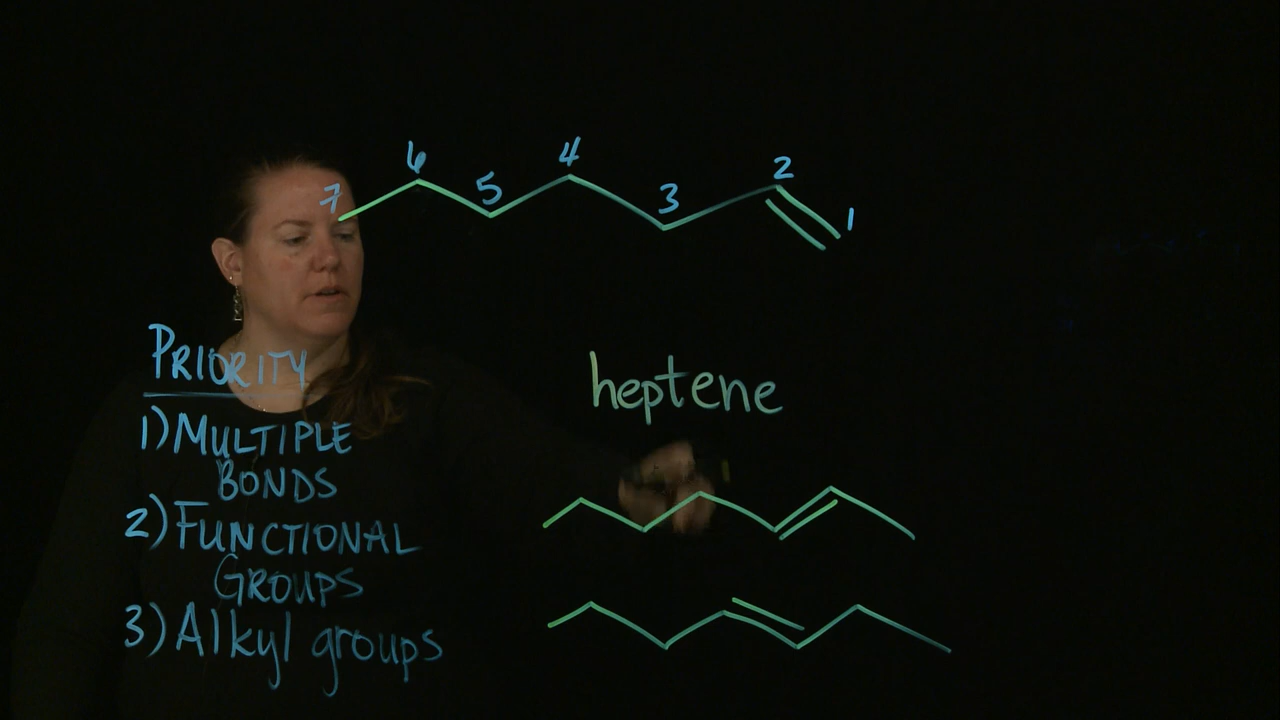 7 6 5 4 3 2 1
PRIORITY
1) MULTIPLE
BONDS
2) FUNCTIONAL
GROUPS
3) Alkyl groups
heptene